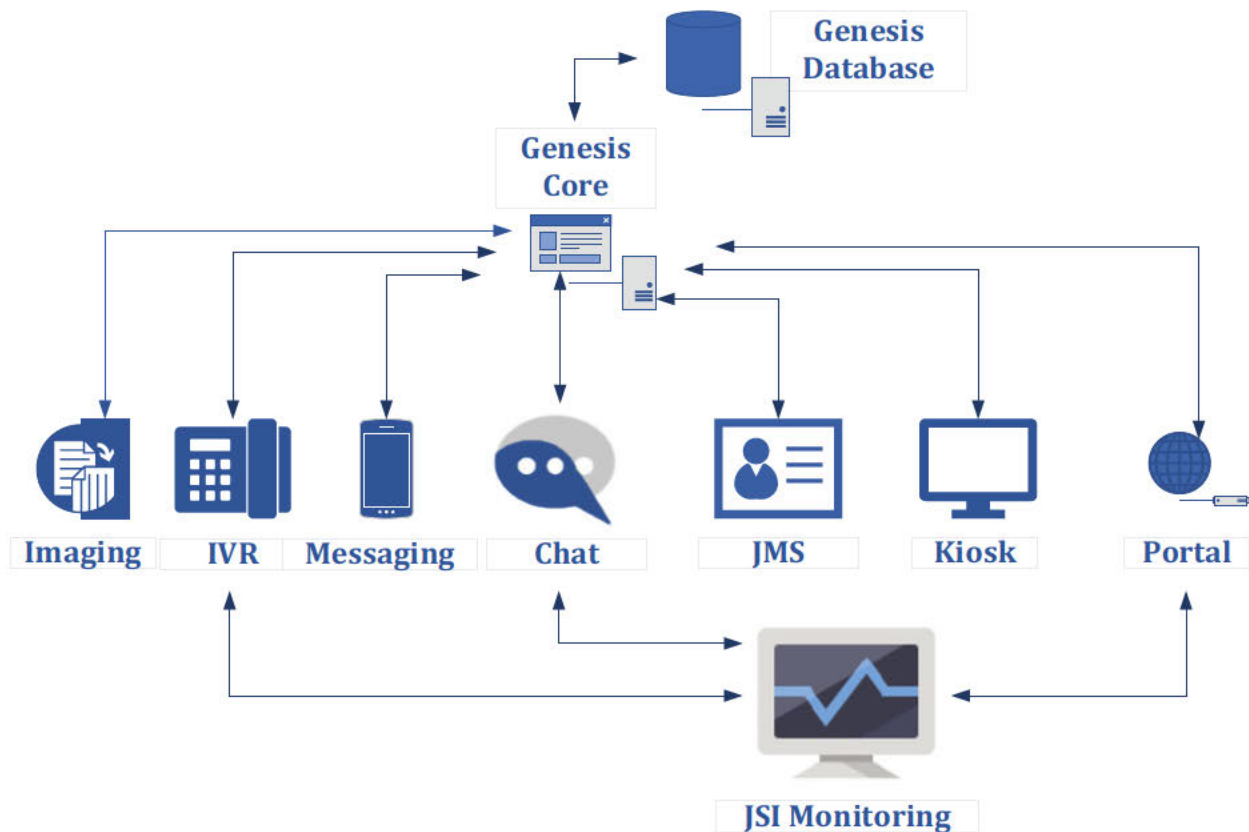 Genesis
Database
Genesis
Core
Imaging
IVR
Messaging
Chat
JMS
Kiosk
Portal
JSI Monitoring